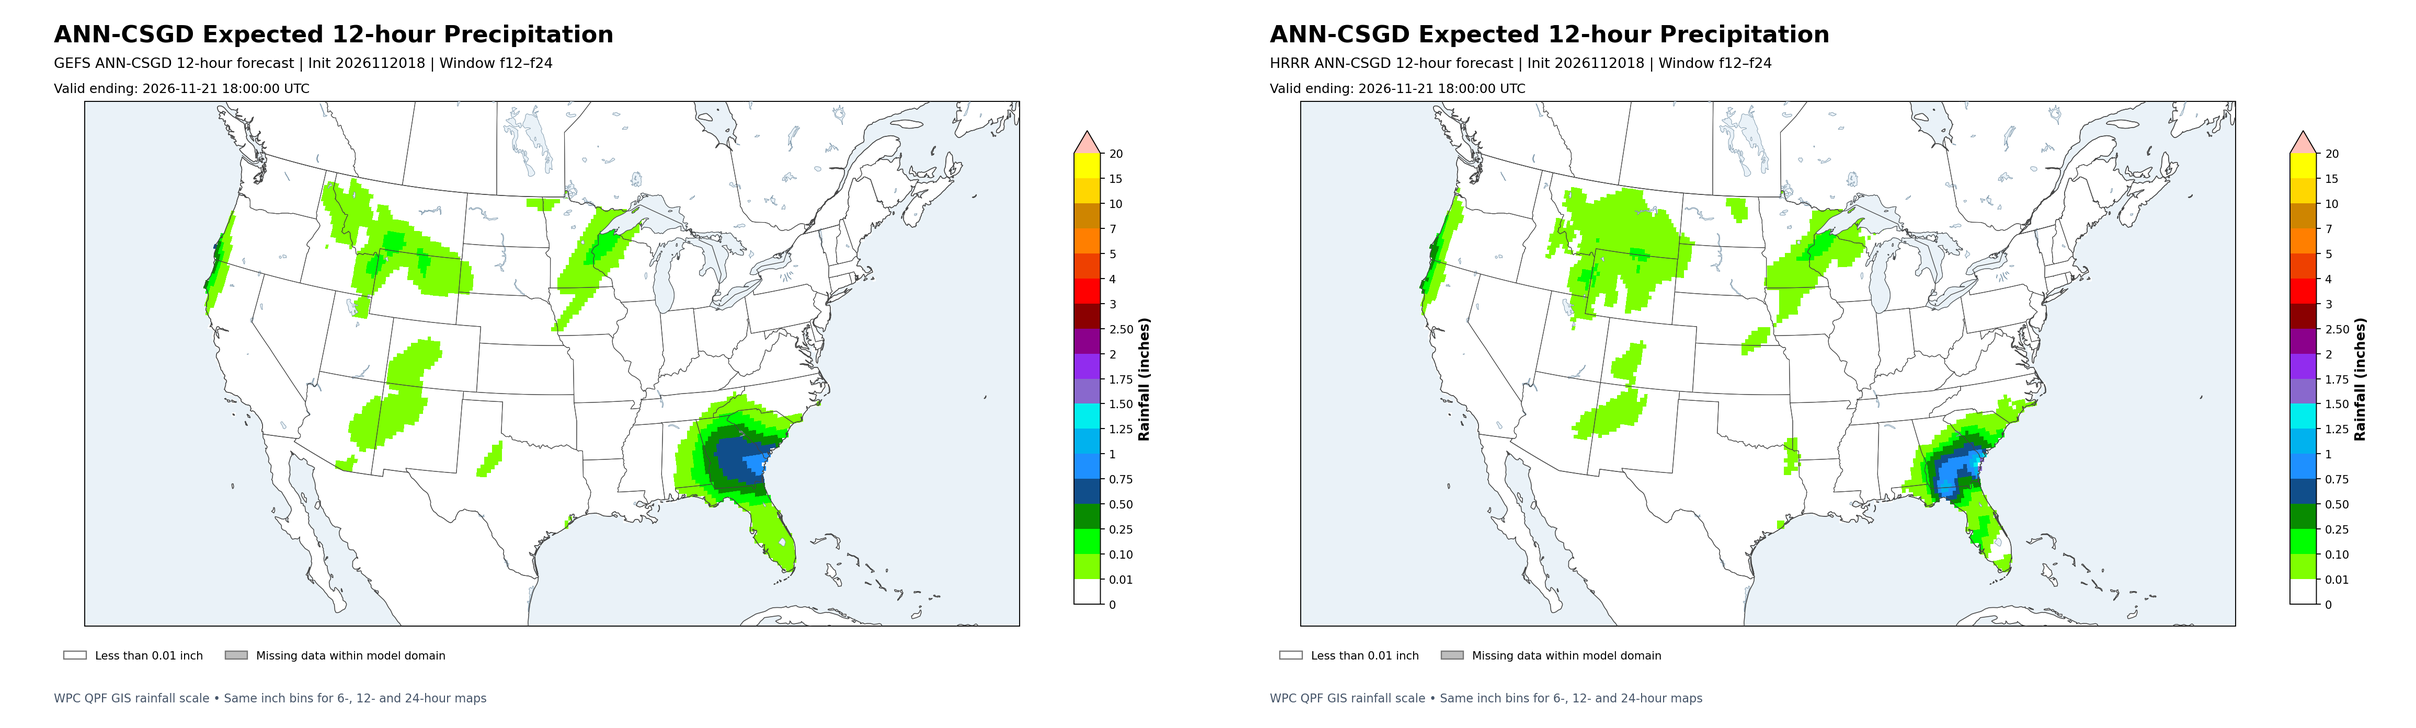 ANN-CSGD Expected 12-hour Precipitation
GEFS ANN-CSGD 12-hour forecast | Init 2026112018 | Window f12–f24
Valid ending: 2026-11-21 18:00:00 UTC
20
15
10
7
5
4
3
2.50
2
1.75
1.50
1.25
1
0.75
0.50
0.25
0.10
0.01
0
Rainfall (inches)
Less than 0.01 inch
Missing data within model domain
WPC QPF GIS rainfall scale • Same inch bins for 6-, 12- and 24-hour maps
ANN-CSGD Expected 12-hour Precipitation
HRRR ANN-CSGD 12-hour forecast | Init 2026112018 | Window f12–f24
Valid ending: 2026-11-21 18:00:00 UTC
20
15
10
7
5
4
3
2.50
2
1.75
1.50
1.25
1
0.75
0.50
0.25
0.10
0.01
0
Rainfall (inches)
Less than 0.01 inch
Missing data within model domain
WPC QPF GIS rainfall scale • Same inch bins for 6-, 12- and 24-hour maps